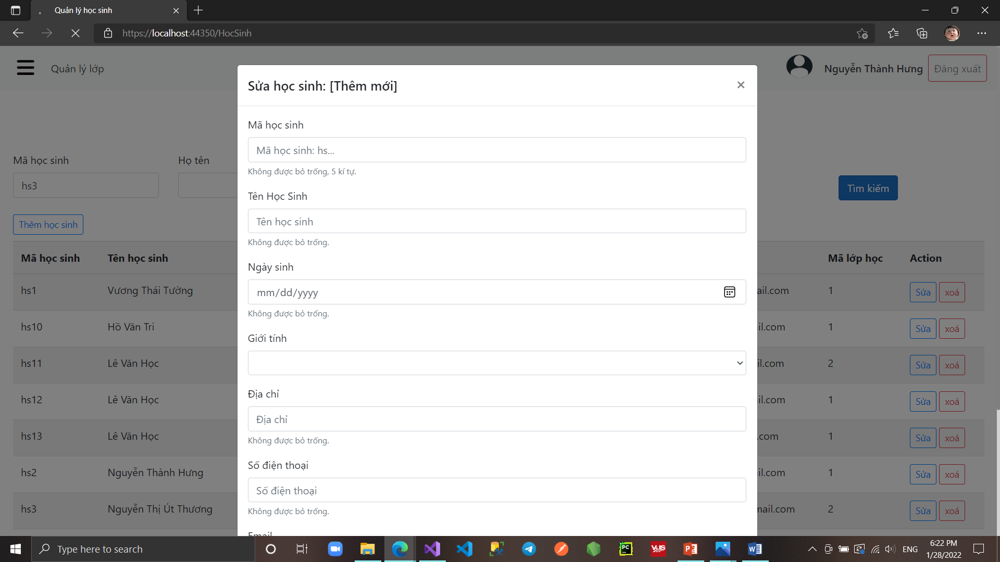 Quản lý học sinh
https://localhost:44350/HocSinh
Quản lý lớp
Nguyễn Thành Hưng
Đăng xuất
Sửa học sinh: [Thêm mới]
×
Mã học sinh
Mã học sinh: hs...
Không được bỏ trống, 5 kí tự.
Tên Học Sinh
Tên học sinh
Không được bỏ trống.
Ngày sinh
mm/dd/yyyy
Không được bỏ trống.
Giới tính
Địa chỉ
Địa chỉ
Không được bỏ trống.
Số điện thoại
Số điện thoại
Không được bỏ trống.
Email
Mã học sinh
Họ tên
hs3
Tìm kiếm
Thêm học sinh
Mã học sinh Tên học sinh Mã lớp học Action
hs1 Vương Thái Tường ail.com 1 Sửa xoá
hs10 Hồ Văn Tri il.com 1 Sửa xoá
hs11 Lê Văn Học il.com 2 Sửa xoá
hs12 Lê Văn Học il.com 1 Sửa xoá
hs13 Lê Văn Học .com 1 Sửa xoá
hs2 Nguyễn Thành Hưng il.com 1 Sửa xoá
hs3 Nguyễn Thị Út Thương mail.com 2 Sửa xoá
Type here to search
PC
VUS
ENG
6:22 PM
1/28/2022